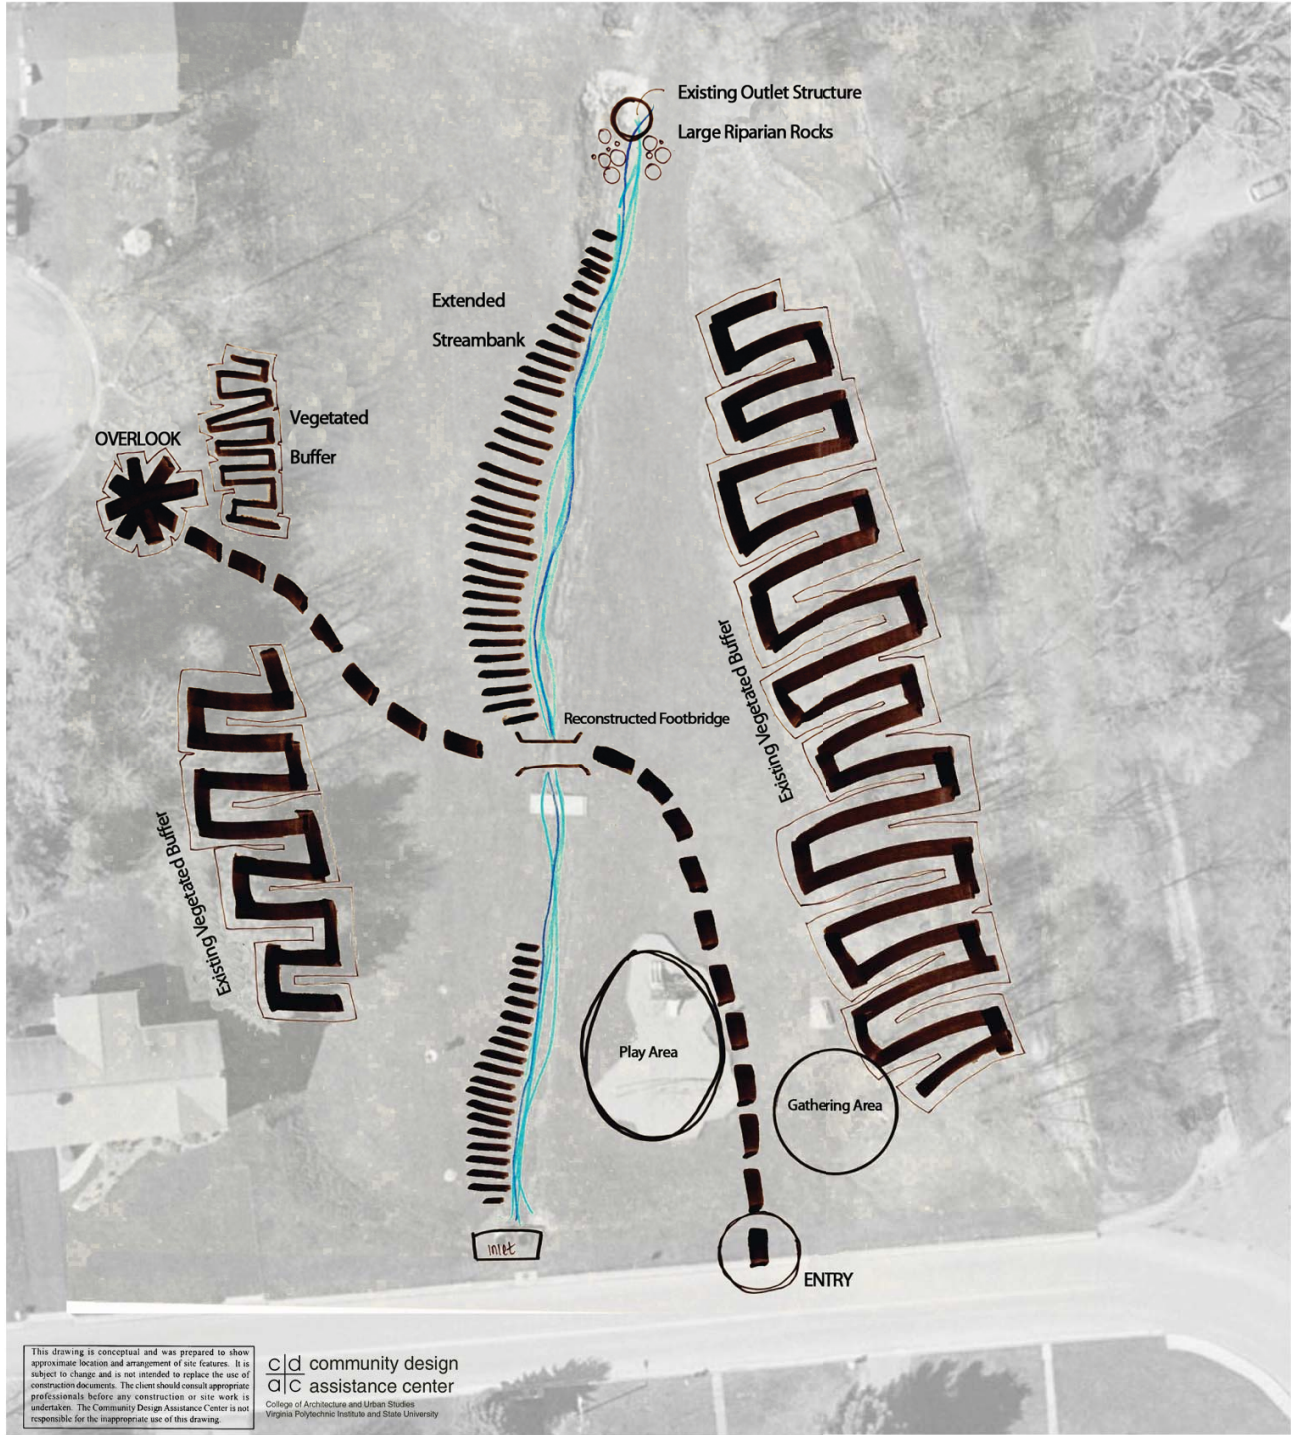 Existing Outlet Structure
Large Riparian Rocks
Extended
Streambank
Vegetated
Buffer
OVERLOOK
Existing Vegetated Buffer
Reconstructed Footbridge
Existing Vegetated Buffer
Play Area
Gathering Area
inlet
ENTRY
This drawing is conceptual and was prepared to show
approximate location and arrangement of site features. It is
subject to change and is not intended to replace the use of
construction documents. The client should consult appropriate
professionals before any construction or site work is
undertaken. The Community Design Assistance Center is not
responsible for the inappropriate use of this drawing.
c d community design
a c assistance center
College of Architecture and Urban Studies
Virginia Polytechnic Institute and State University